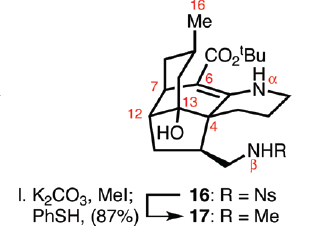 16
Me
CO₂ᵗBu
7
6
H
N
α
12
13
HO
4
NHR
β
l. K₂CO₃, MeI; 16: R = Ns
PhSH, (87%) 17: R = Me